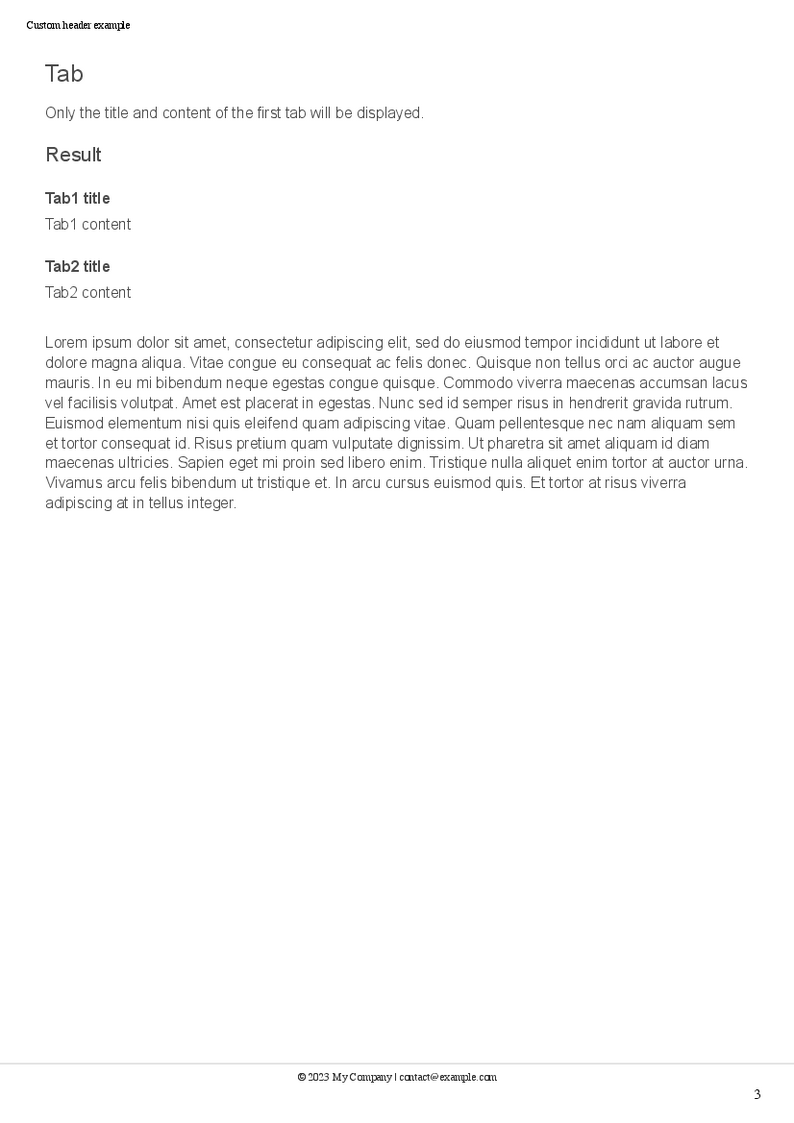 Custom header example
Tab
Only the title and content of the first tab will be displayed.
Result
Tab1 title
Tab1 content
Tab2 title
Tab2 content
Lorem ipsum dolor sit amet, consectetur adipiscing elit, sed do eiusmod tempor incididunt ut labore et
dolore magna aliqua. Vitae congue eu consequat ac felis donec. Quisque non tellus orci ac auctor augue
mauris. In eu mi bibendum neque egestas congue quisque. Commodo viverra maecenas accumsan lacus
vel facilisis volutpat. Amet est placerat in egestas. Nunc sed id semper risus in hendrerit gravida rutrum.
Euismod elementum nisi quis eleifend quam adipiscing vitae. Quam pellentesque nec nam aliquam sem
et tortor consequat id. Risus pretium quam vulputate dignissim. Ut pharetra sit amet aliquam id diam
maecenas ultricies. Sapien eget mi proin sed libero enim. Tristique nulla aliquet enim tortor at auctor urna.
Vivamus arcu felis bibendum ut tristique et. In arcu cursus euismod quis. Et tortor at risus viverra
adipiscing at in tellus integer.
© 2023 My Company | contact@example.com
3